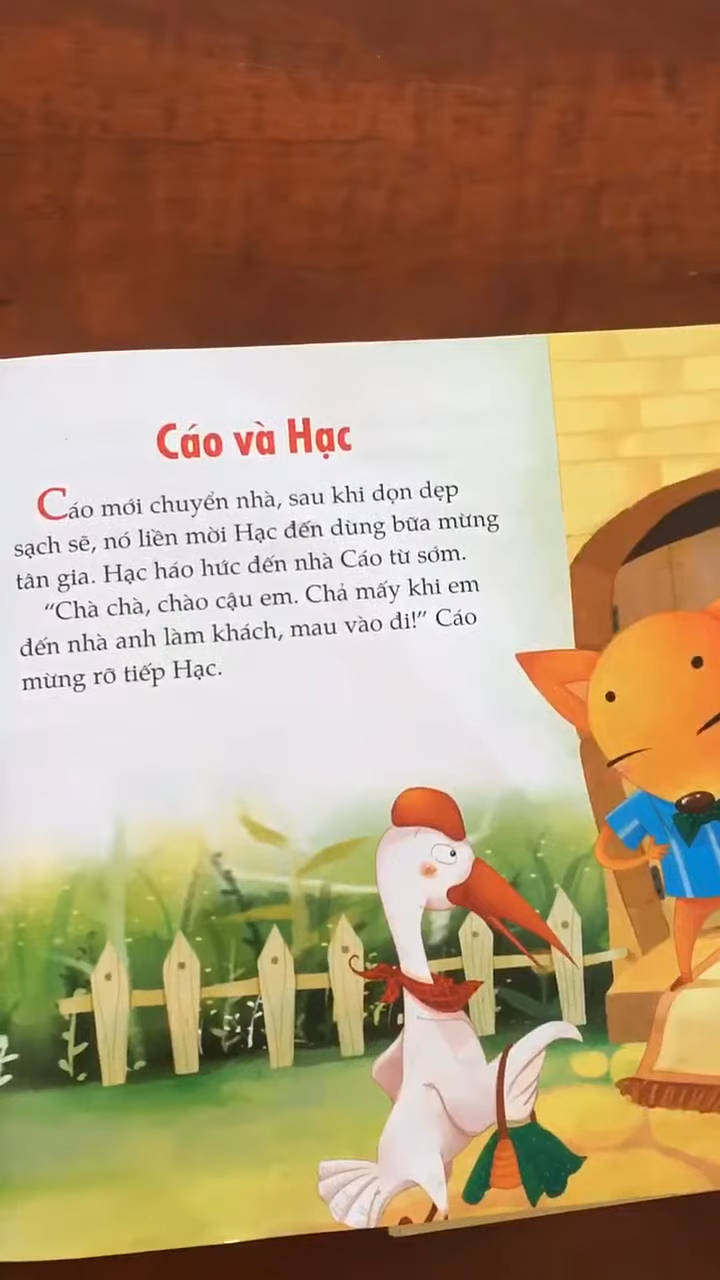 Cáo và Hạc
Cáo mới chuyển nhà, sau khi dọn dẹp
sạch sẽ, nó liền mời Hạc đến dùng bữa mừng
tân gia. Hạc háo hức đến nhà Cáo từ sớm.
“Chà chà, chào cậu em. Chả mấy khi em
đến nhà anh làm khách, mau vào đi!” Cáo
mừng rỡ tiếp Hạc.